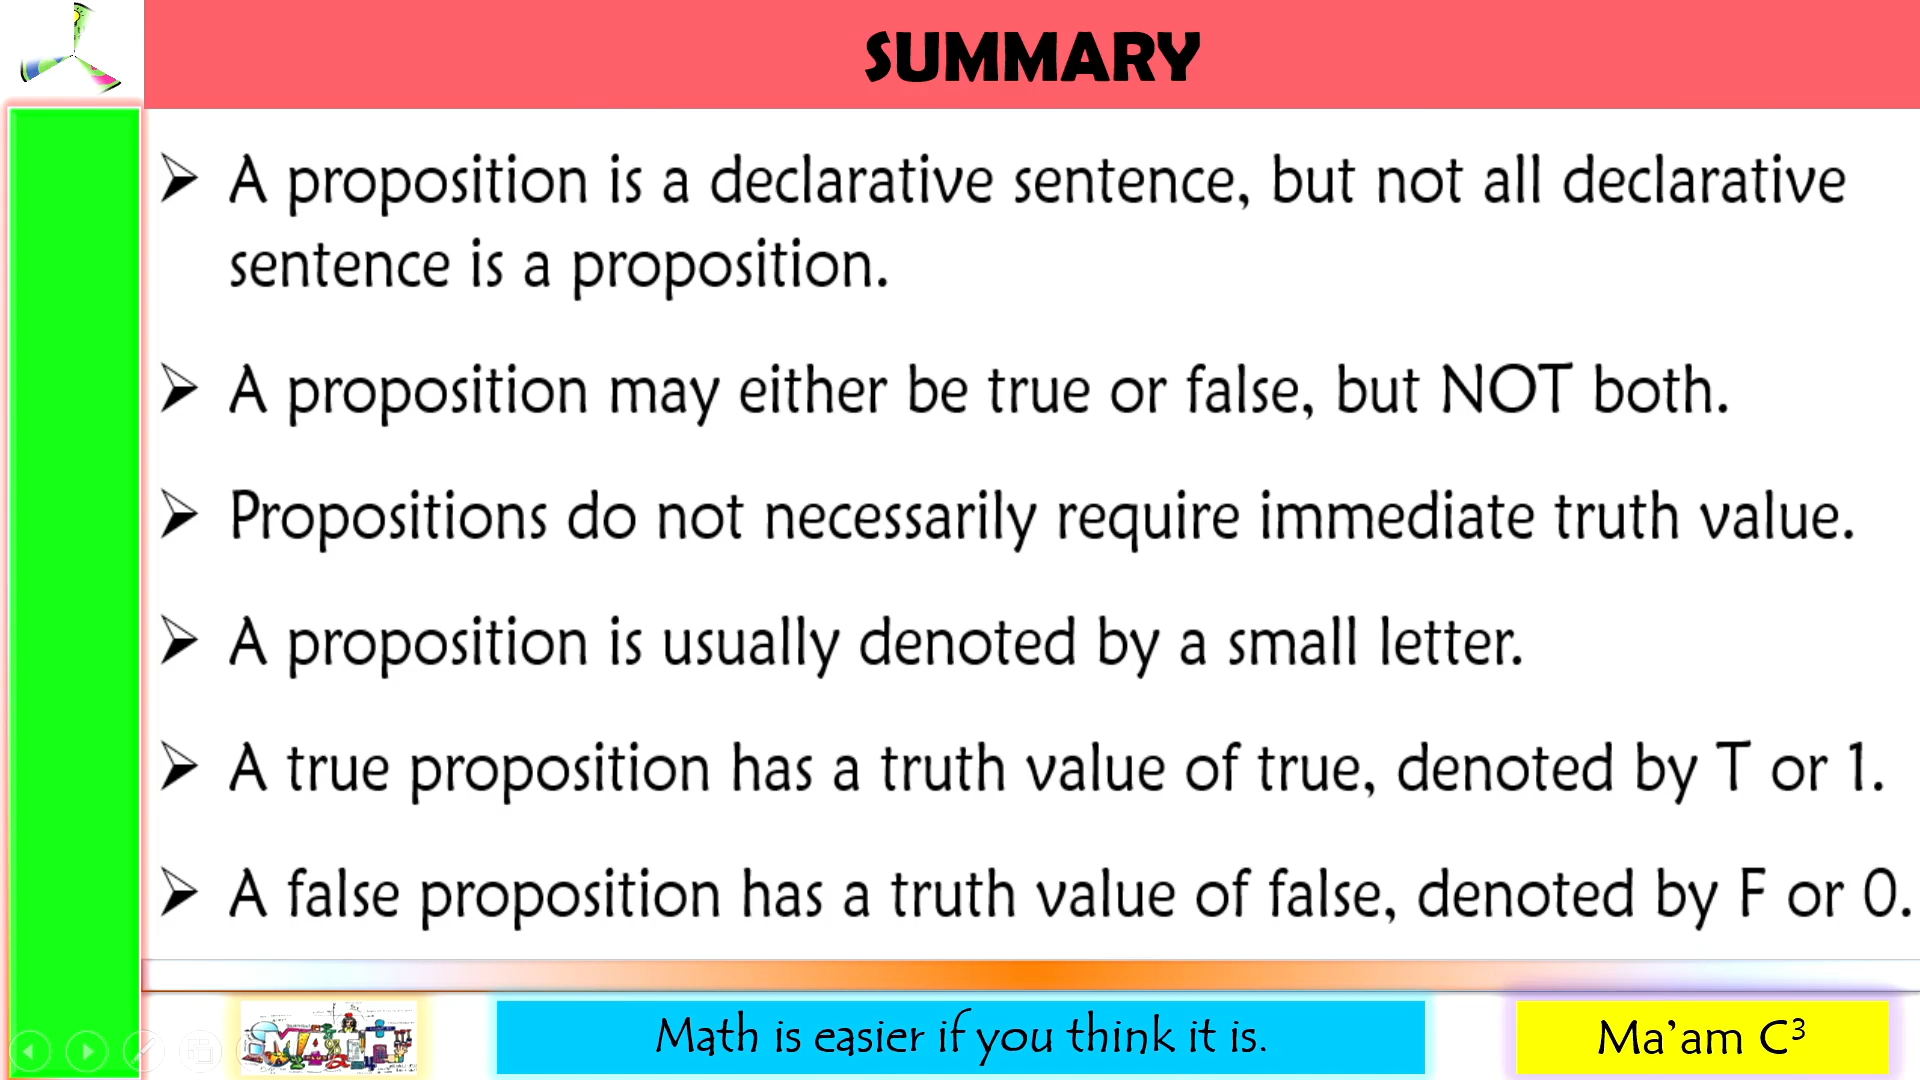 SUMMARY
➢ A proposition is a declarative sentence, but not all declarative
sentence is a proposition.
➢ A proposition may either be true or false, but NOT both.
➢ Propositions do not necessarily require immediate truth value.
➢ A proposition is usually denoted by a small letter.
➢ A true proposition has a truth value of true, denoted by T or 1.
➢ A false proposition has a truth value of false, denoted by F or 0.
MATH
Math is easier if you think it is.
Ma’am C³